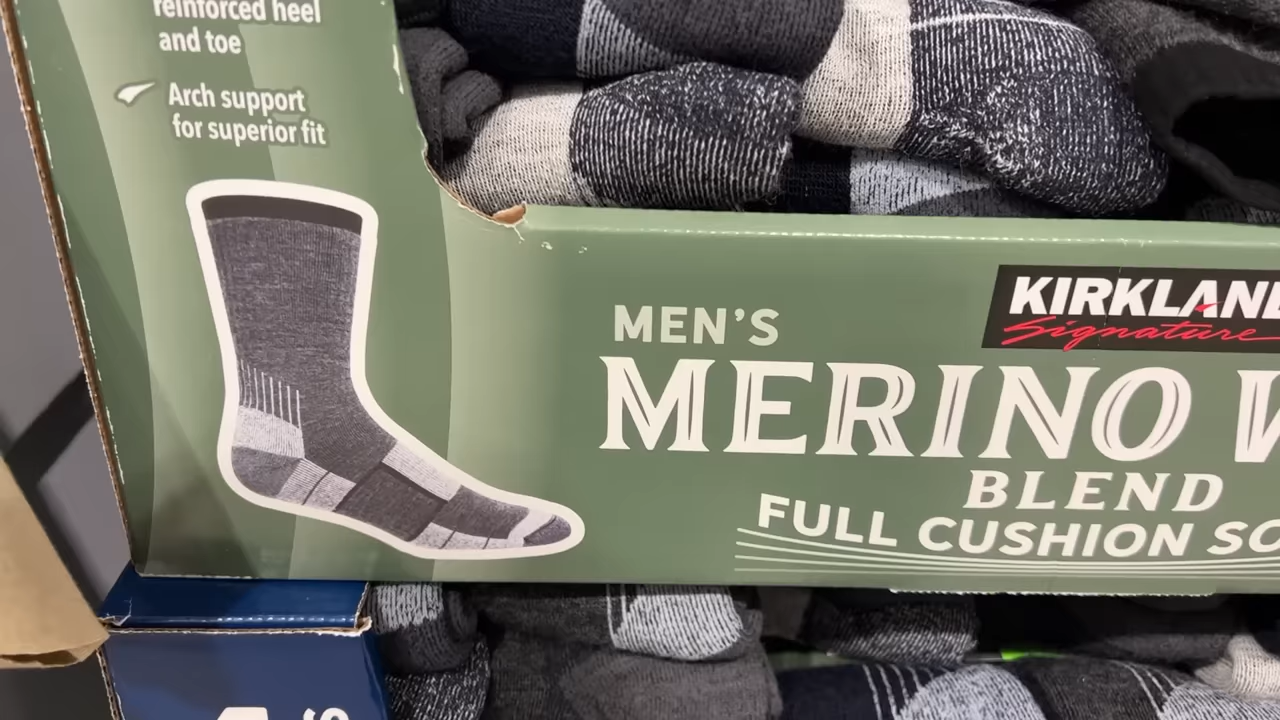 reinforced heel
and toe
Arch support
for superior fit
KIRKLAN
Signature
MEN'S
MERINO W
BLEND
FULL CUSHION SO
'S